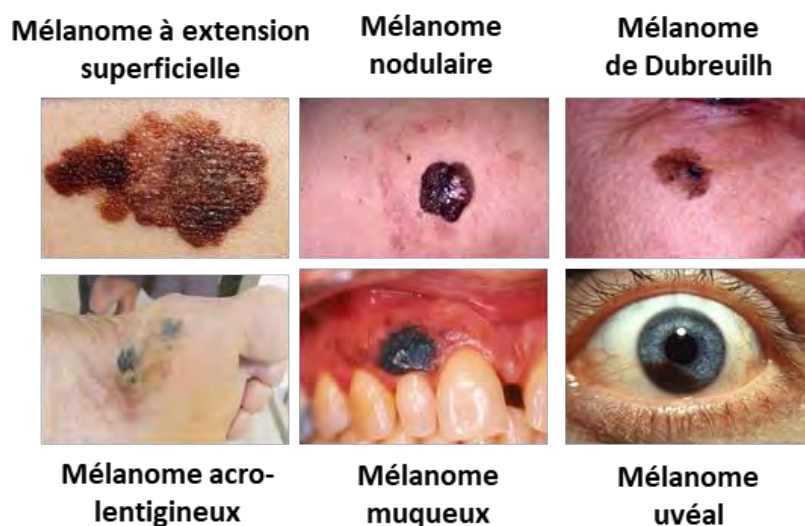 Mélanome à extension
superficielle
Mélanome
nodulaire
Mélanome
de Dubreuilh
Mélanome acro-
lentigineux
Mélanome
muqueux
Mélanome
uvéal